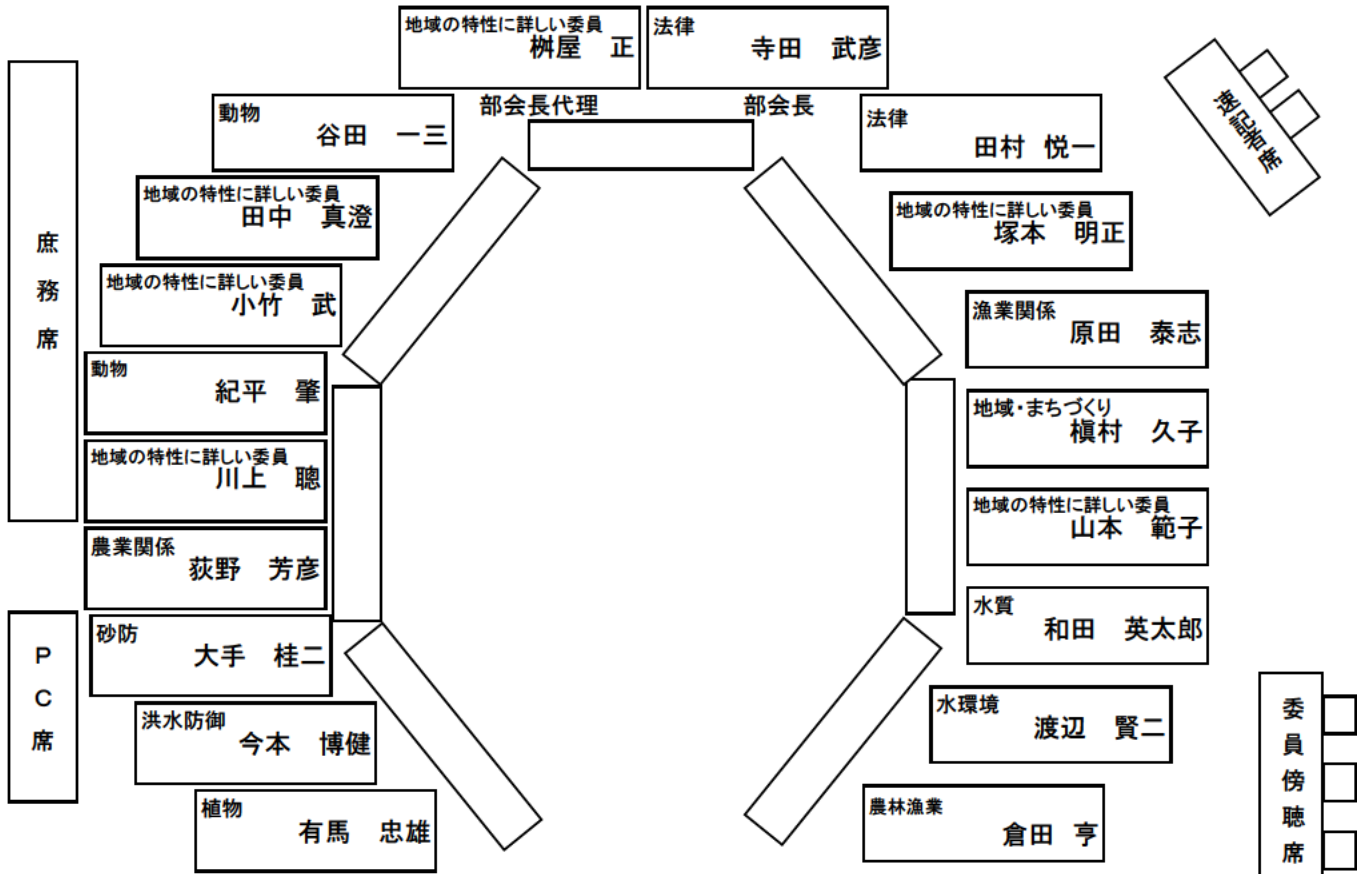 地域の特性に詳しい委員
桝屋　正
部会長代理
法律
寺田　武彦
部会長
動物
谷田　一三
法律
田村　悦一
速記者席
地域の特性に詳しい委員
田中　真澄
地域の特性に詳しい委員
塚本　明正
庶務席
地域の特性に詳しい委員
小竹　武
漁業関係
原田　泰志
動物
紀平　肇
地域・まちづくり
槇村　久子
地域の特性に詳しい委員
川上　聰
地域の特性に詳しい委員
山本　範子
農業関係
荻野　芳彦
水質
和田　英太郎
PC席
砂防
大手　桂二
水環境
渡辺　賢二
洪水防御
今本　博健
委員傍聴席
植物
有馬　忠雄
農林漁業
倉田　亨